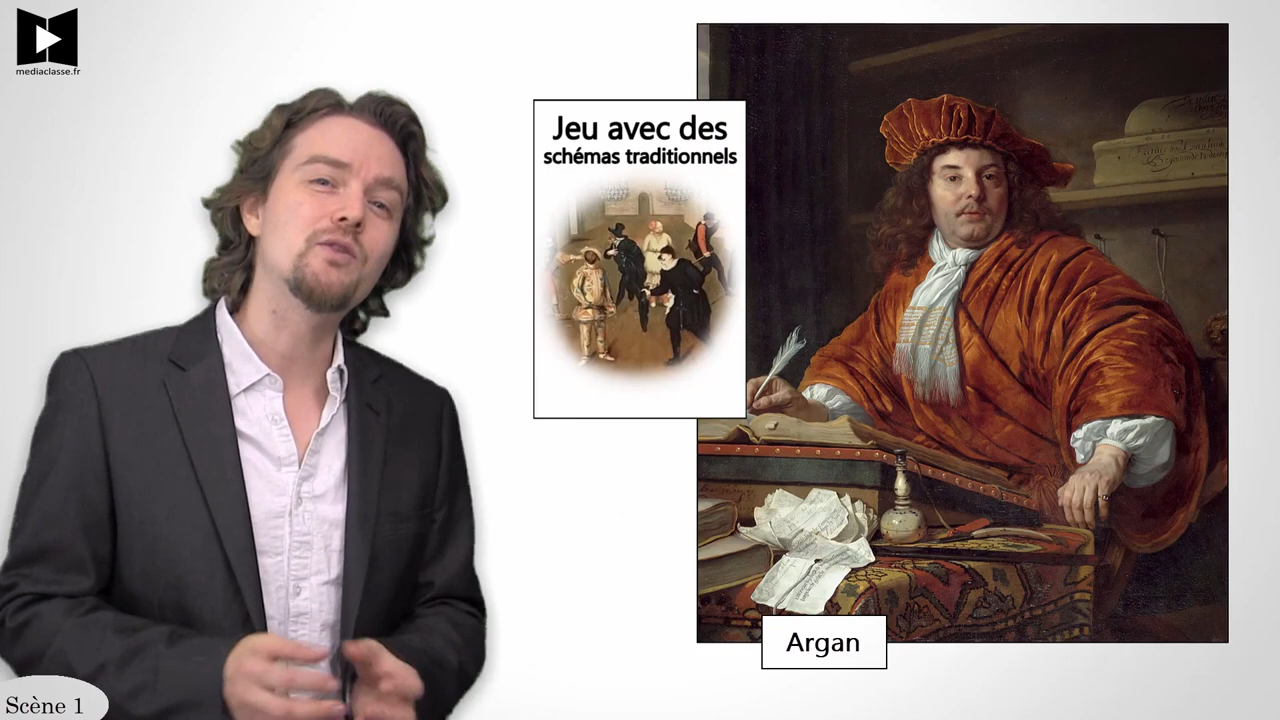 mediaclasse.fr
Jeu avec des
schémas traditionnels
Argan
Scène 1